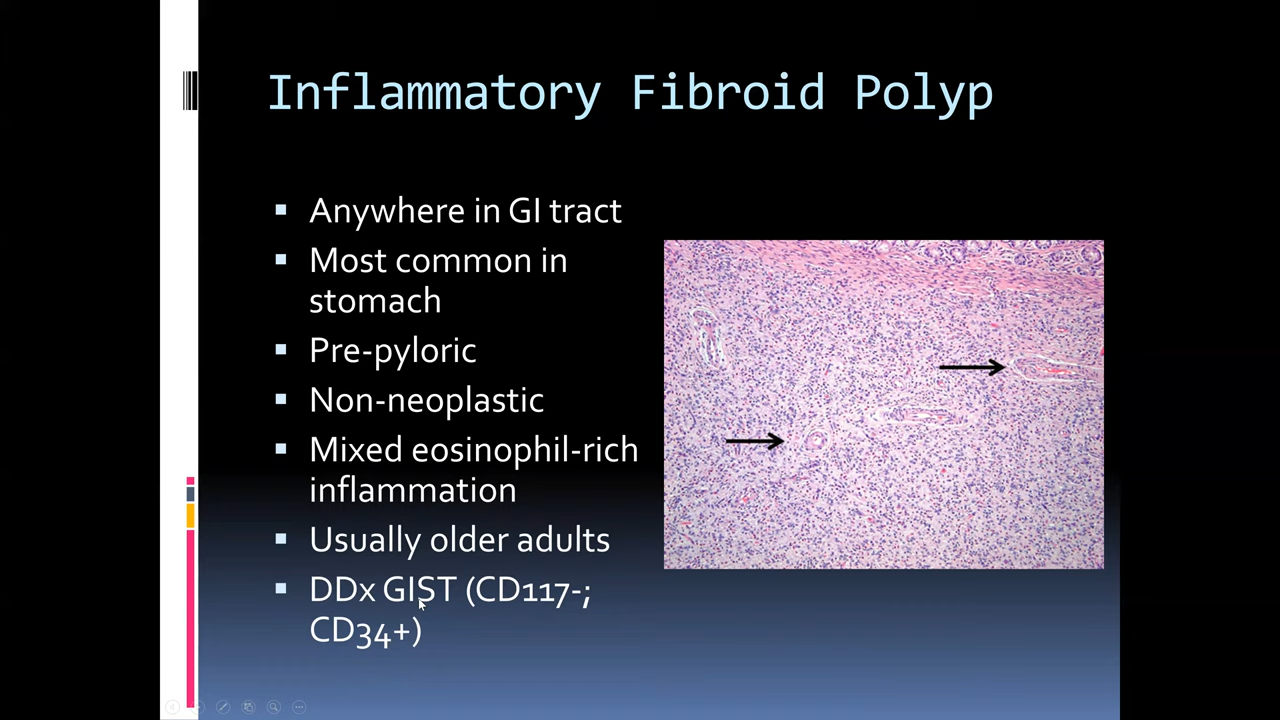 Inflammatory Fibroid Polyp
▪ Anywhere in GI tract
▪ Most common in
stomach
▪ Pre-pyloric
▪ Non-neoplastic
▪ Mixed eosinophil-rich
inflammation
▪ Usually older adults
▪ DDx GIST (CD117-;
CD34+)